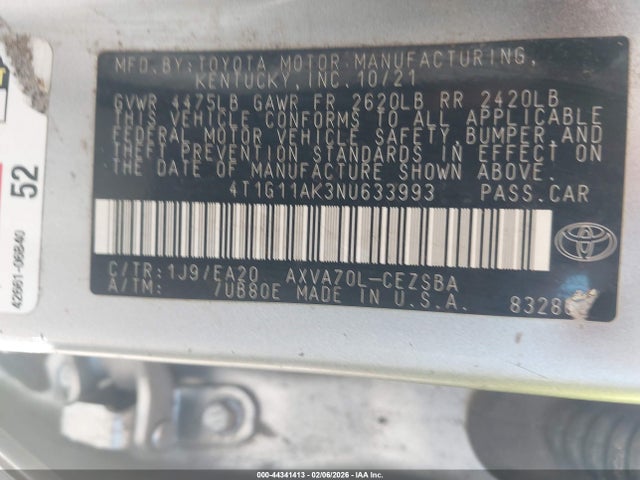 MFD.BY:TOYOTA MOTOR MANUFACTURING,
KENTUCKY, INC. 10/21
GVWR 4475LB GAWR FR 2620LB RR 2420LB
THIS VEHICLE CONFORMS TO ALL APPLICABLE
FEDERAL MOTOR VEHICLE SAFETY,BUMPER,AND
THEFT PREVENTION STANDARDS IN EFFECT ON
THE DATE OF MANUFACTURE SHOWN ABOVE.
4T1G11AK3NU633993 PASS.CAR
C/TR:1J9/EA20 AXVA70L-CEZSBA
A/TM: 7UB80E MADE IN U.S.A.
8328
52
42661-06B40
000-44341413 - 02/06/2026 - IAA Inc.